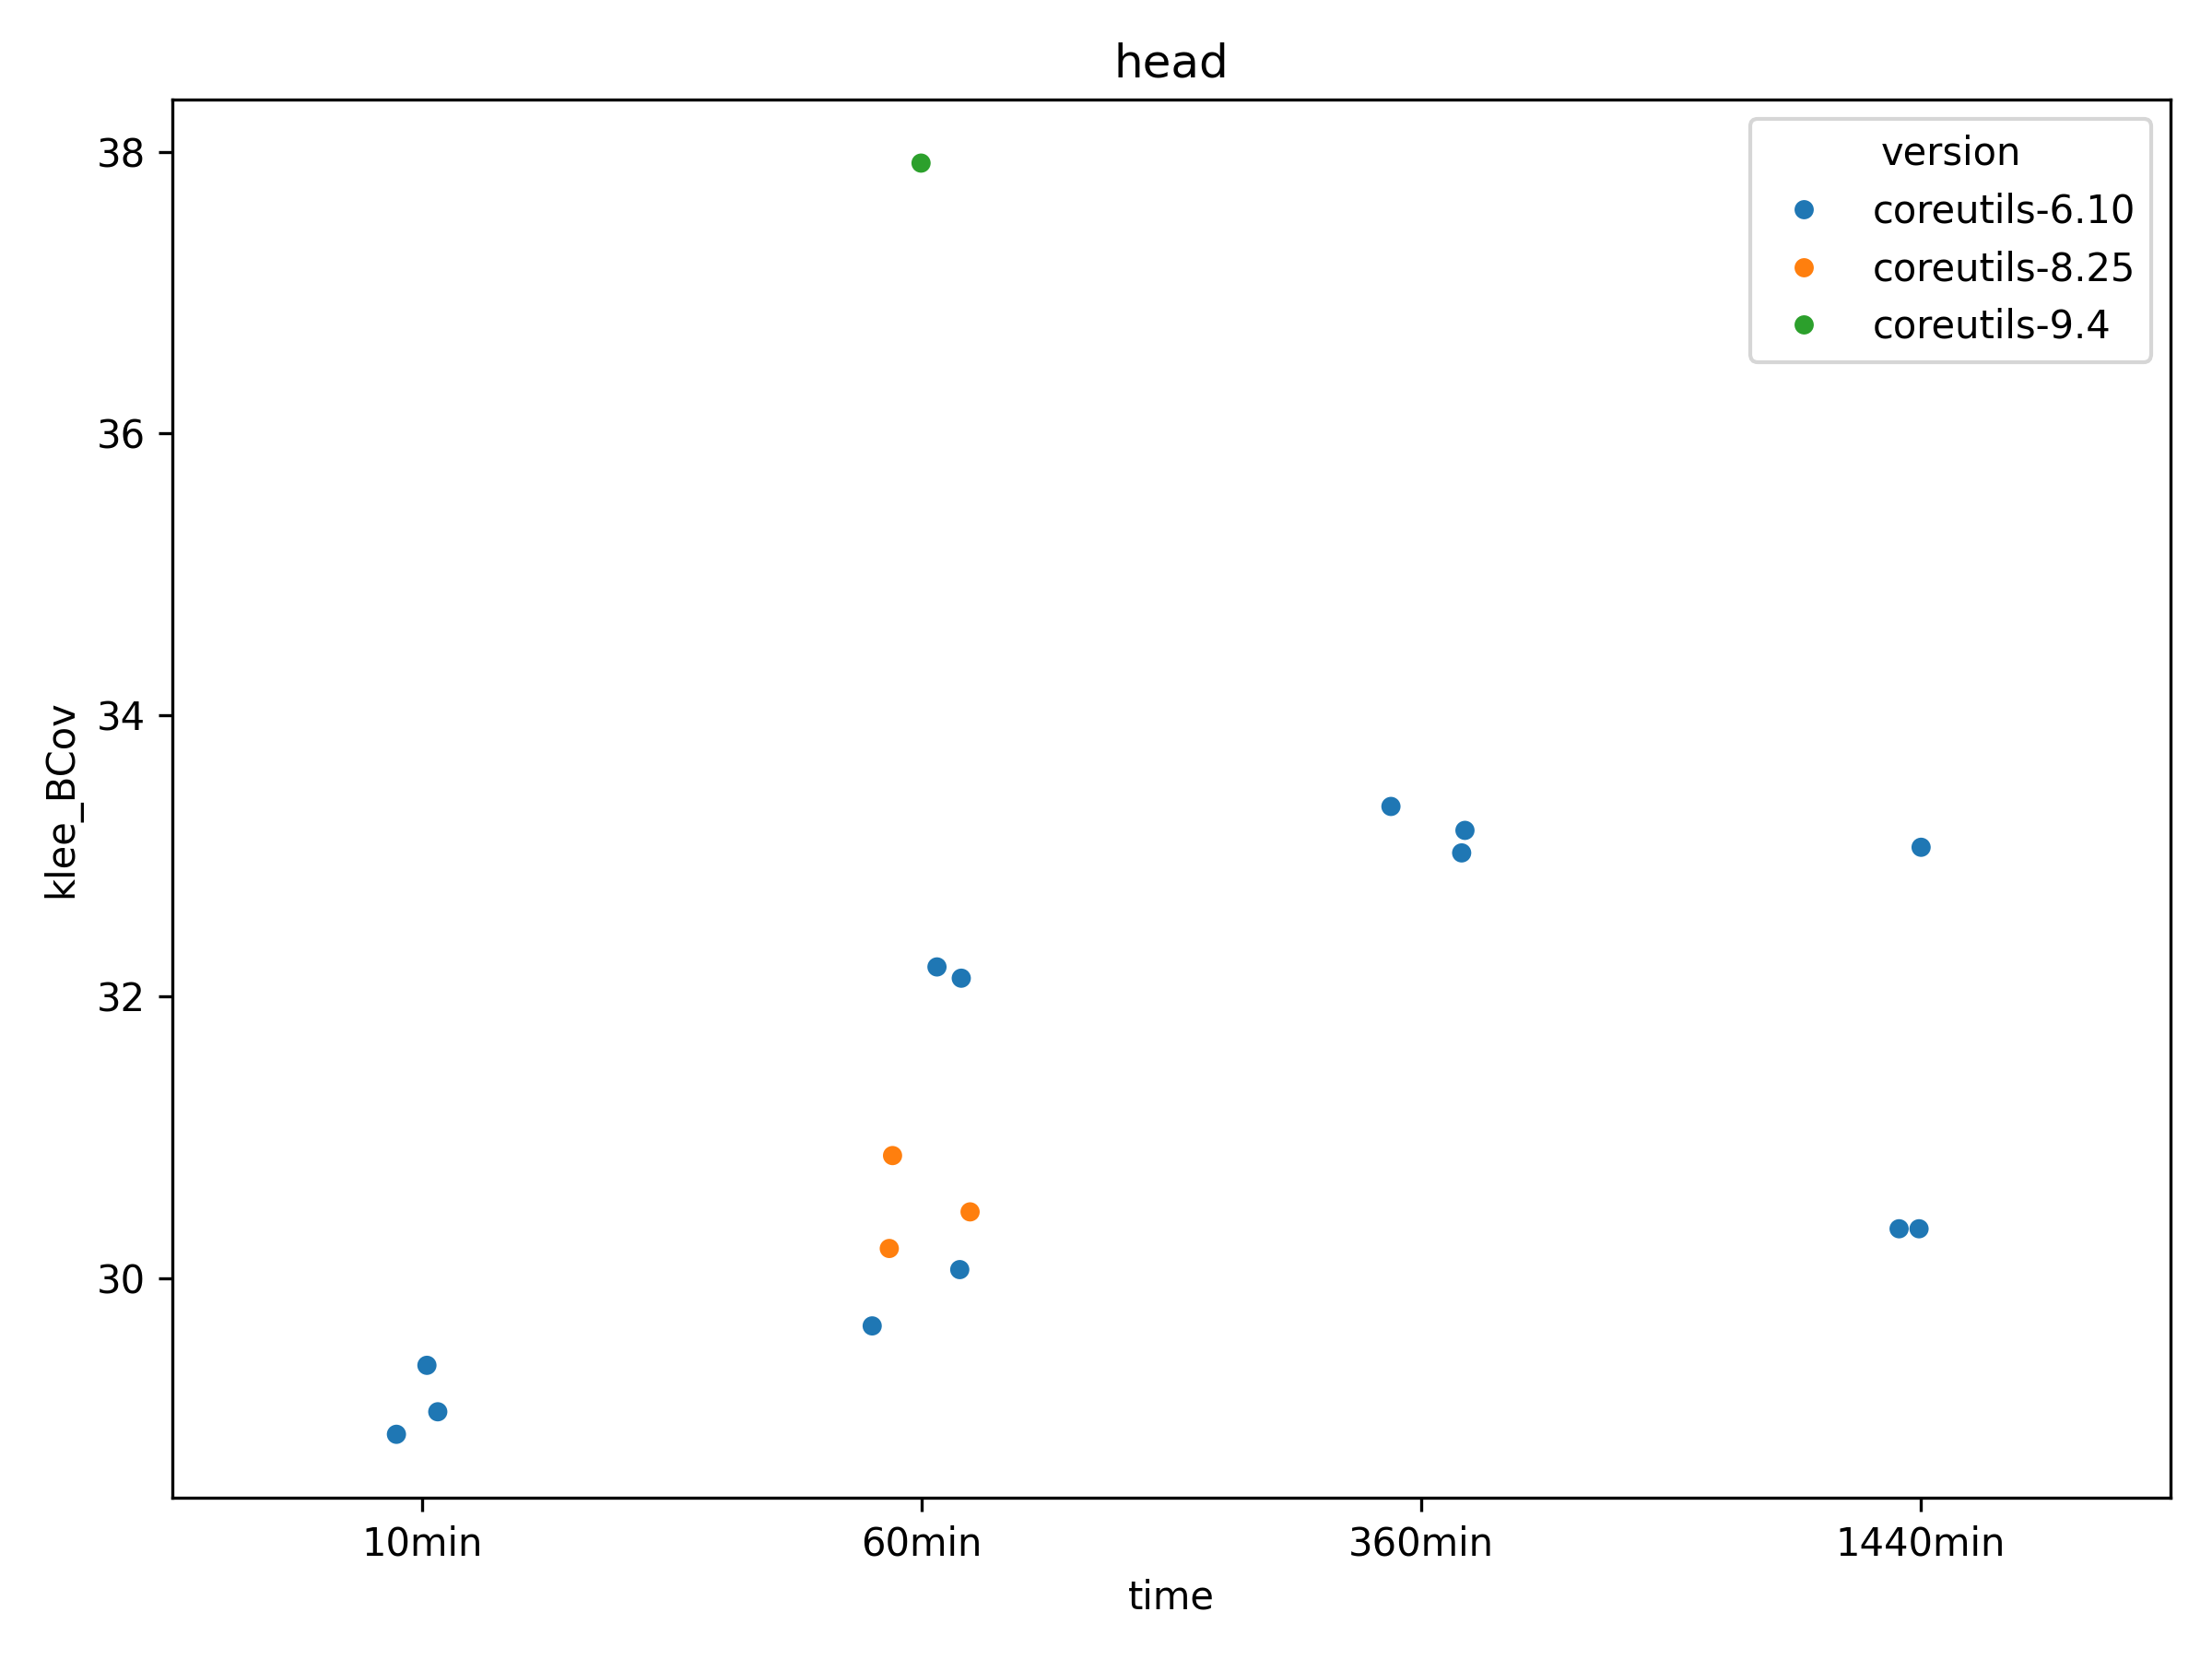 head
38
36
34
32
30
klee_BCov
version
coreutils-6.10
coreutils-8.25
coreutils-9.4
10min
60min
360min
1440min
time